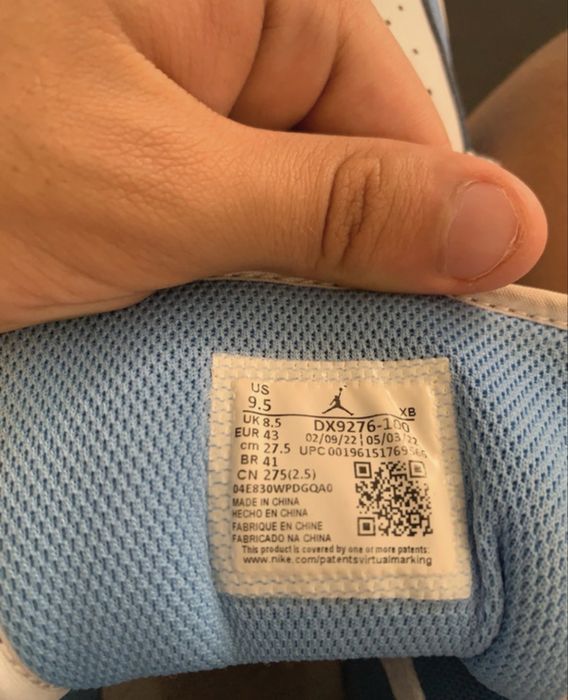 US
9.5
XB
UK 8.5
DX9276-100
EUR 43
02/09/22 | 05/03/22
cm 27.5
UPC 00196151769
BR 41
CN 275(2.5)
04E830WPDGQA0
MADE IN CHINA
HECHO EN CHINA
FABRIQUE EN CHINE
FABRICADO NA CHINA
This product is covered by one or more patents:
www.nike.com/patentsvirtualmarking